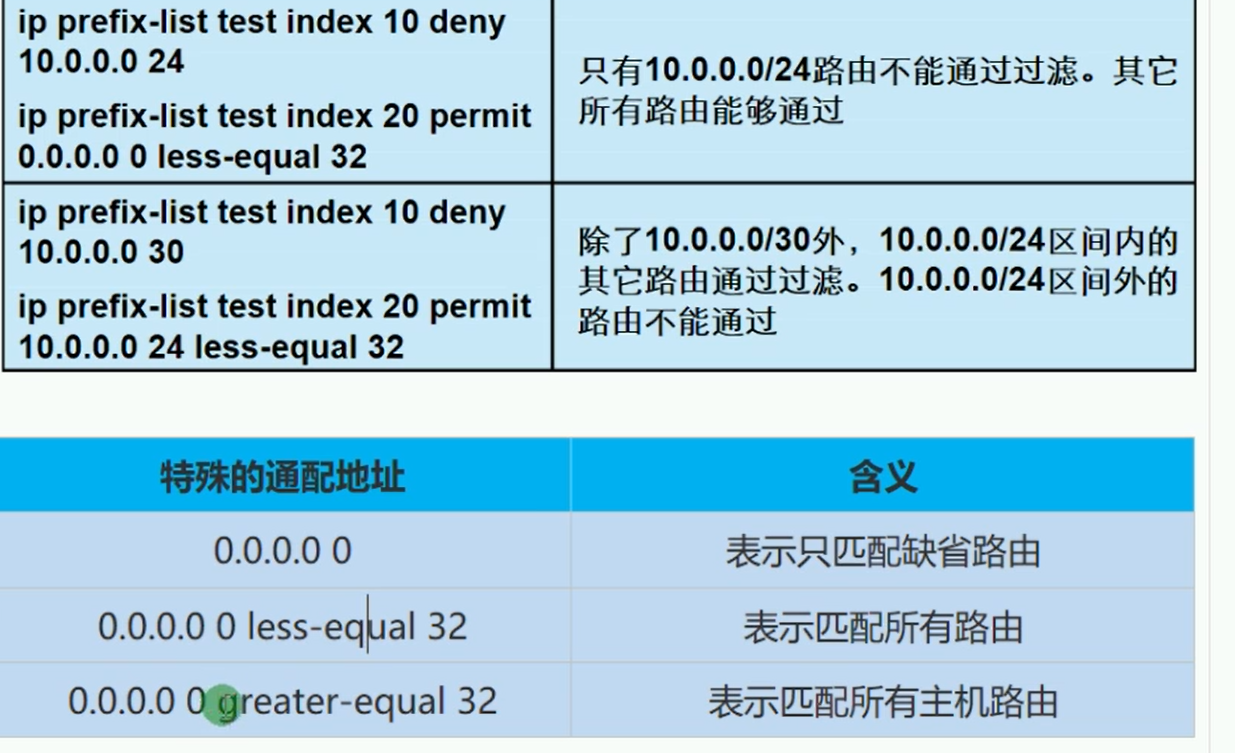 ip prefix-list test index 10 deny
10.0.0.0 24
ip prefix-list test index 20 permit
0.0.0.0 0 less-equal 32
只有10.0.0.0/24路由不能通过过滤。其它
所有路由能够通过
ip prefix-list test index 10 deny
10.0.0.0 30
ip prefix-list test index 20 permit
10.0.0.0 24 less-equal 32
除了10.0.0.0/30外，10.0.0.0/24区间内的
其它路由通过过滤。10.0.0.0/24区间外的
路由不能通过
特殊的通配地址
含义
0.0.0.0 0
表示只匹配缺省路由
0.0.0.0 0 less-equal 32
表示匹配所有路由
0.0.0.0 0 greater-equal 32
表示匹配所有主机路由